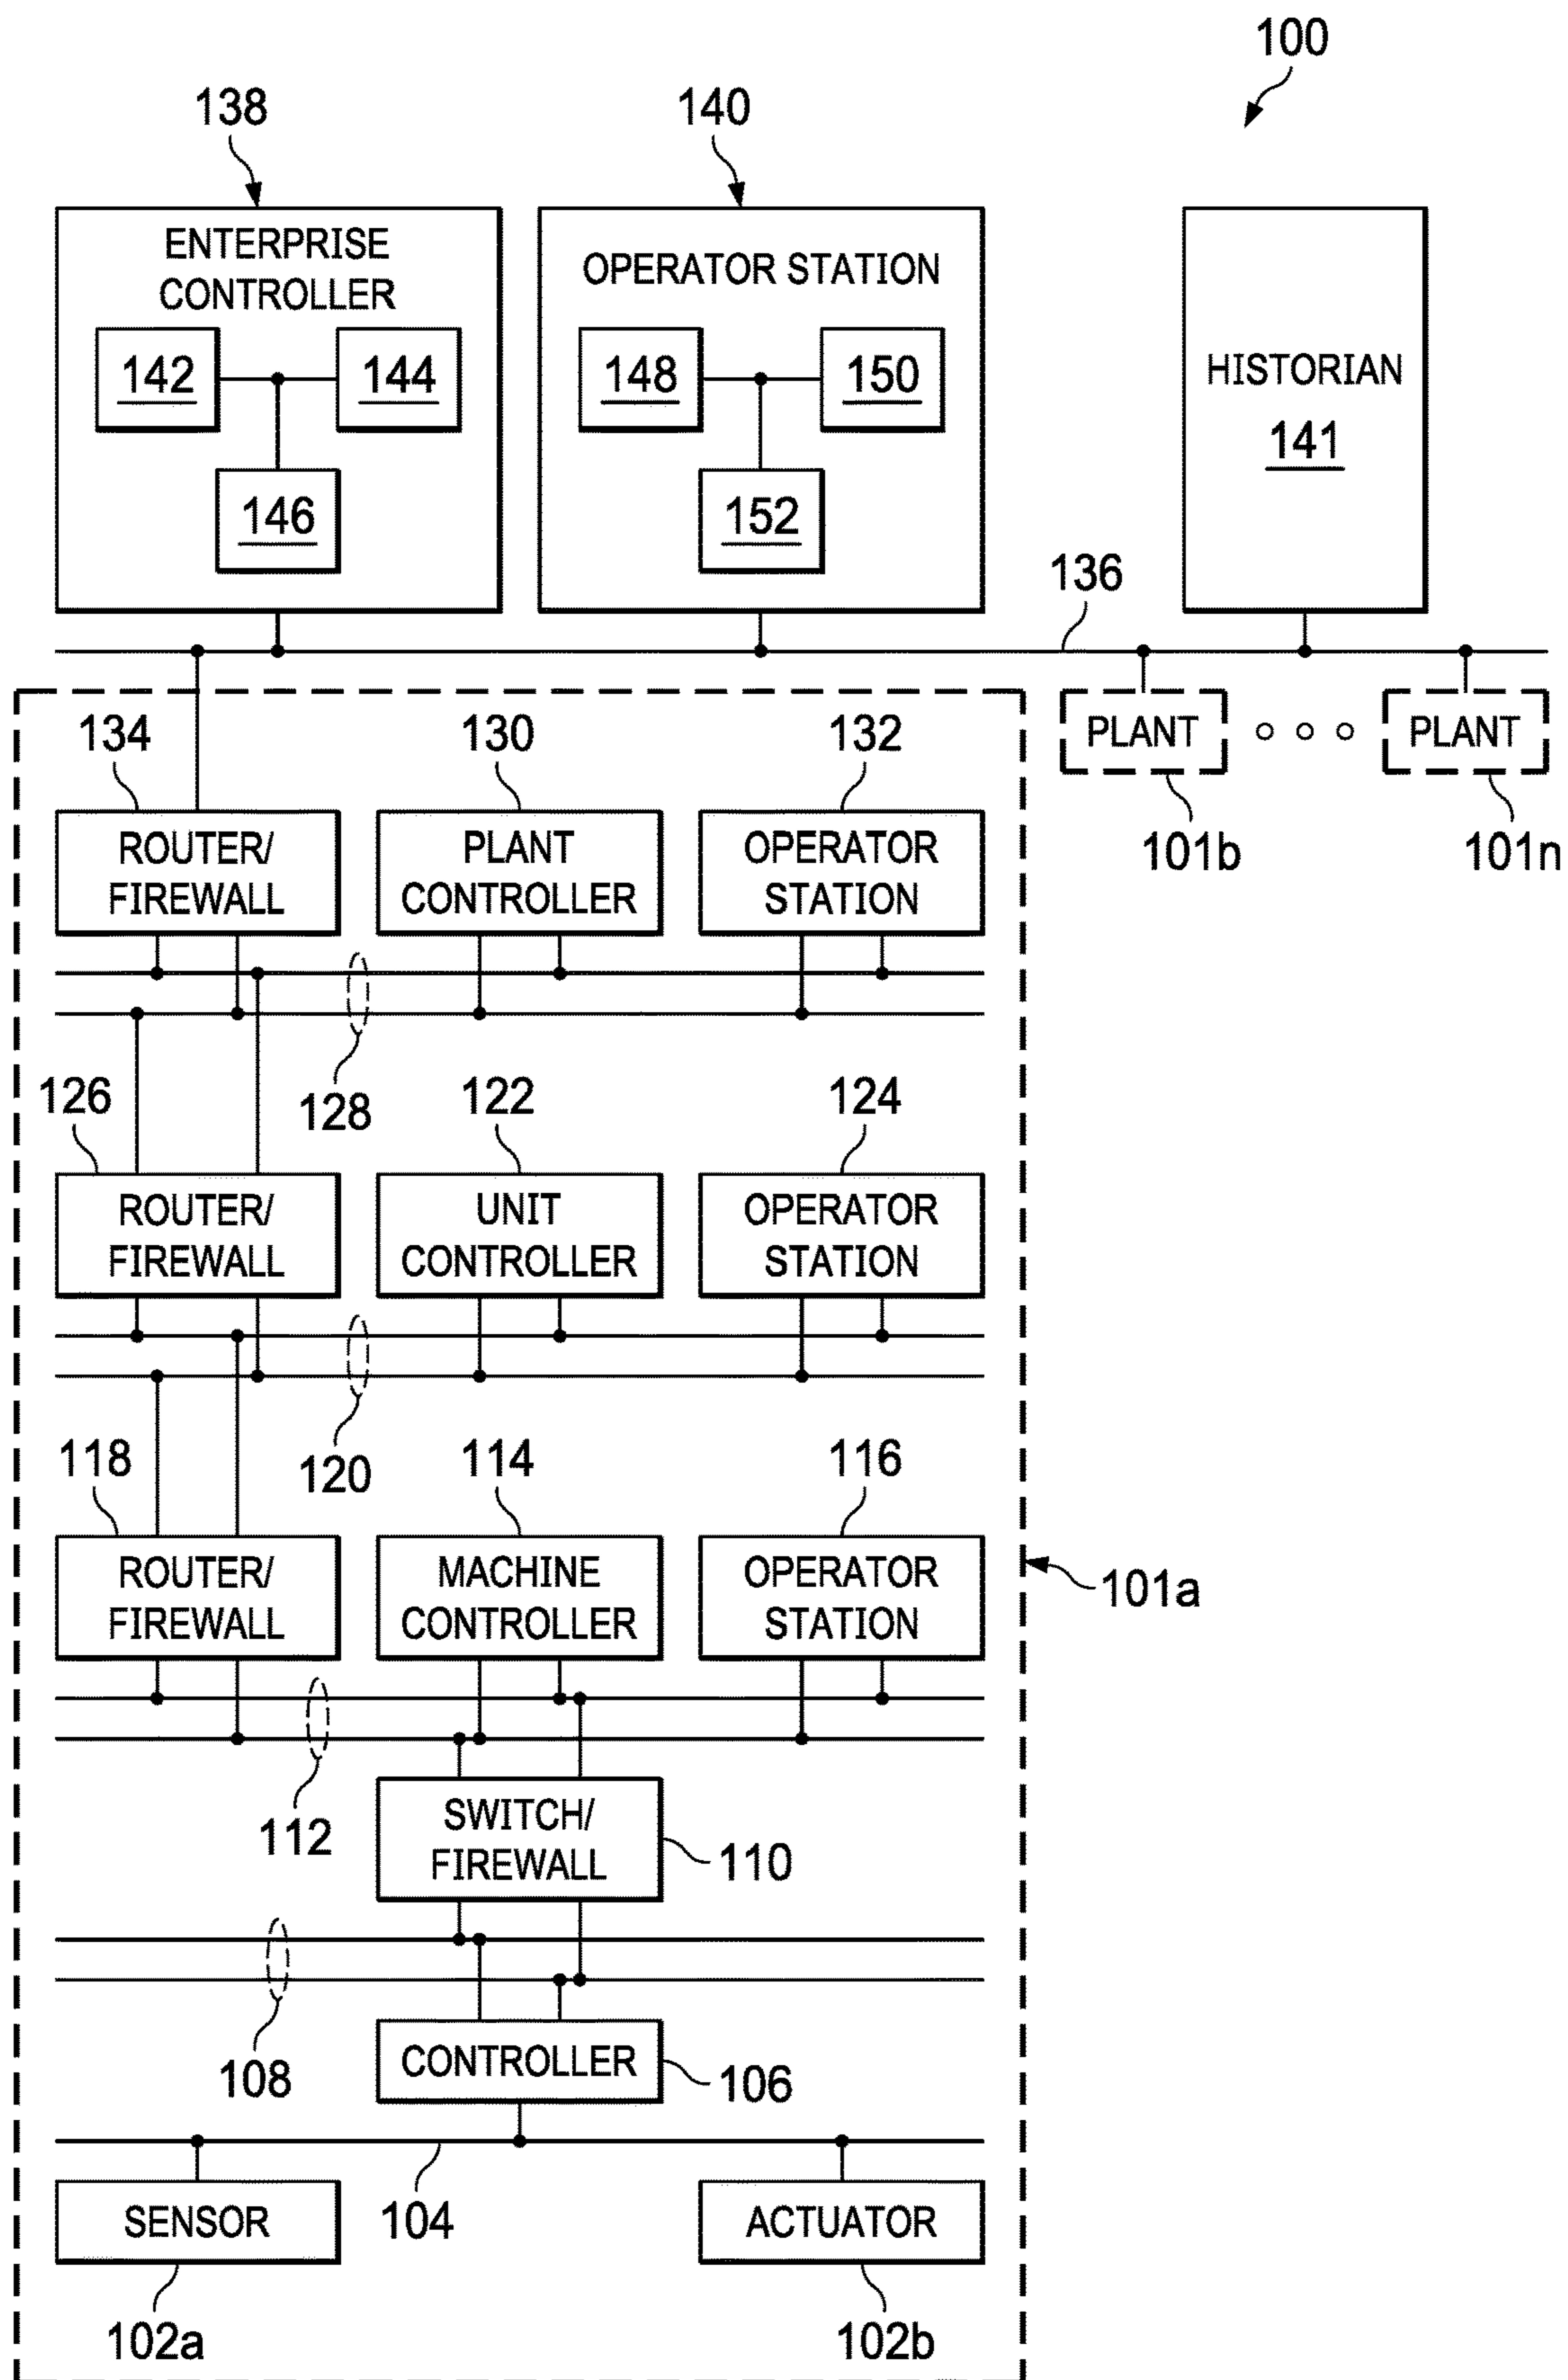 100
138
140
ENTERPRISE
CONTROLLER
142
144
146
OPERATOR STATION
148
150
152
HISTORIAN
141
136
PLANT
PLANT
101b
101n
134
130
132
ROUTER/
FIREWALL
PLANT
CONTROLLER
OPERATOR
STATION
128
126
122
124
ROUTER/
FIREWALL
UNIT
CONTROLLER
OPERATOR
STATION
120
118
114
116
ROUTER/
FIREWALL
MACHINE
CONTROLLER
OPERATOR
STATION
101a
112
SWITCH/
FIREWALL
110
108
CONTROLLER
106
104
SENSOR
ACTUATOR
102a
102b